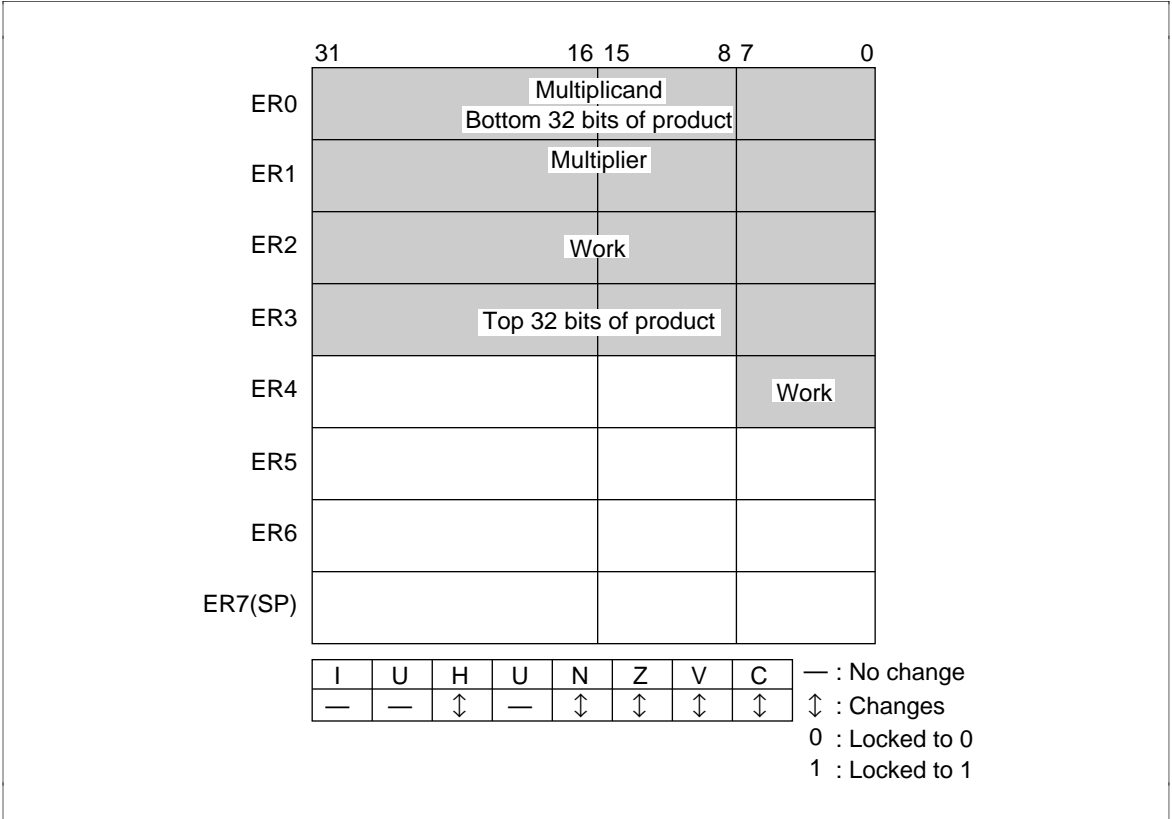 31 16 15 8 7 0
ER0 Multiplicand
Bottom 32 bits of product
ER1 Multiplier
ER2 Work
ER3 Top 32 bits of product
ER4 Work
ER5
ER6
ER7(SP)
I U H U N Z V C
— — ↕ — ↕ ↕ ↕ ↕
— : No change
↕ : Changes
0 : Locked to 0
1 : Locked to 1